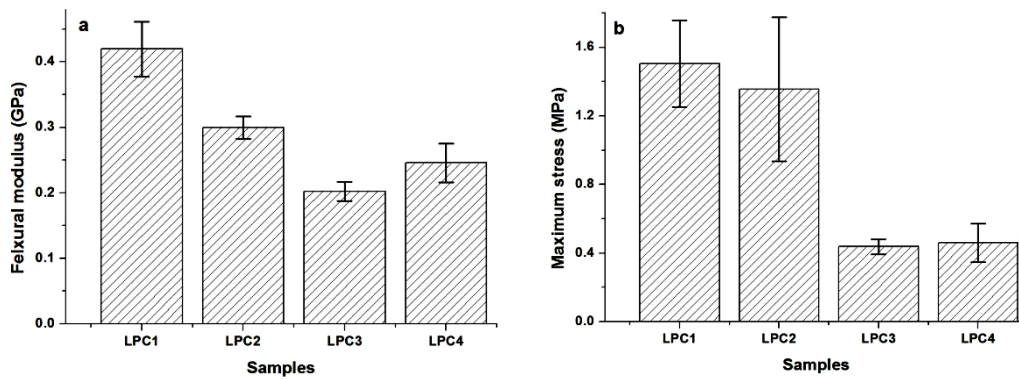 a
Feixural modulus (GPa)
0.4
0.3
0.2
0.1
0.0
LPC1 LPC2 LPC3 LPC4
Samples
b
Maximum stress (MPa)
1.6
1.2
0.8
0.4
0.0
LPC1 LPC2 LPC3 LPC4
Samples